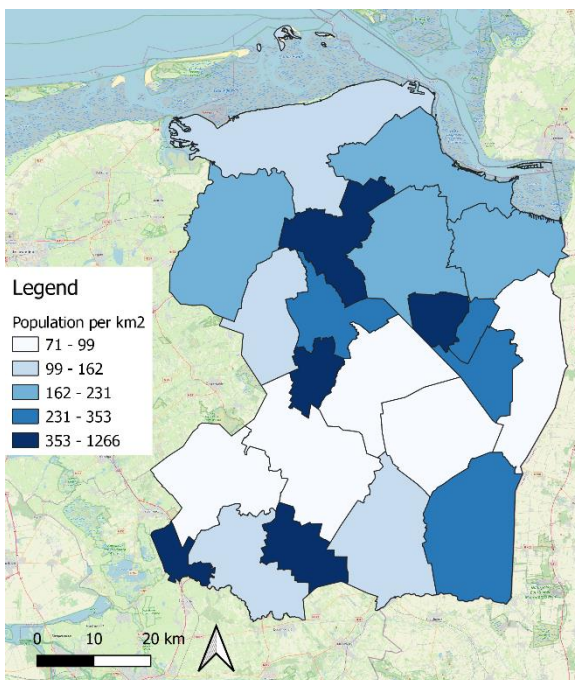 Legend
Population per km2
71 - 99
99 - 162
162 - 231
231 - 353
353 - 1266
0 10 20 km